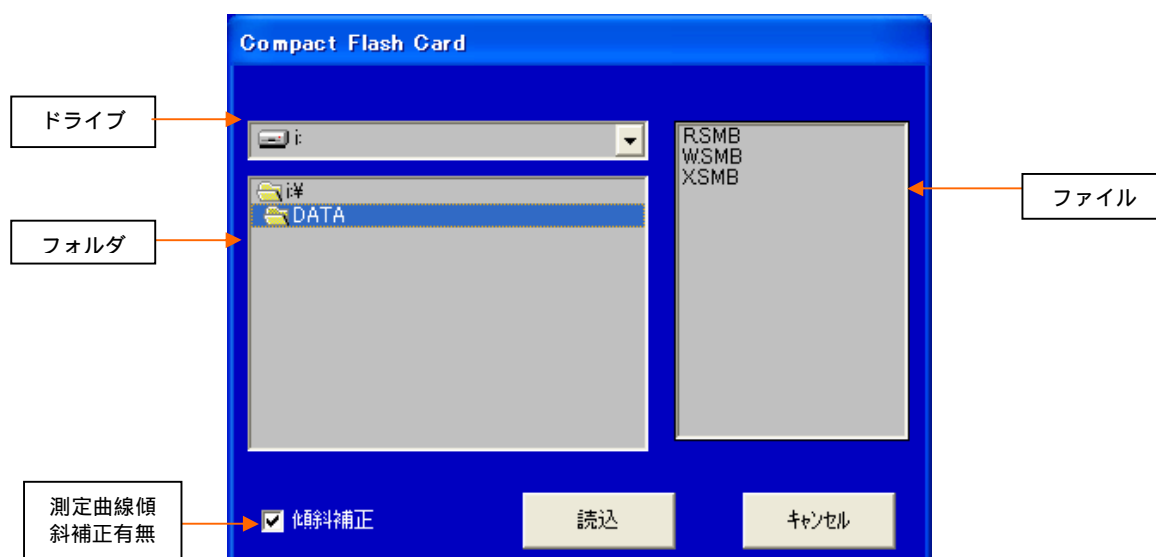 Compact Flash Card
ドライブ
i:
R.SMB
W.SMB
X.SMB
ファイル
i:¥
DATA
フォルダ
測定曲線傾
斜補正有無
傾斜補正
読込
キャンセル